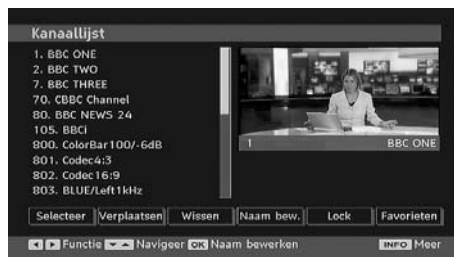 Kanaallijst
1. BBC ONE
2. BBC TWO
7. BBC THREE
70. CBBC Channel
80. BBC NEWS 24
105. BBCi
800. ColorBar100/-6dB
801. Codec4:3
802. Codec16:9
803. BLUE/Left1kHz
1 BBC ONE
Selecteer Verplaatsen Wissen Naam bew. Lock Favorieten
Functie Navigeer OK Naam bewerken INFO Meer